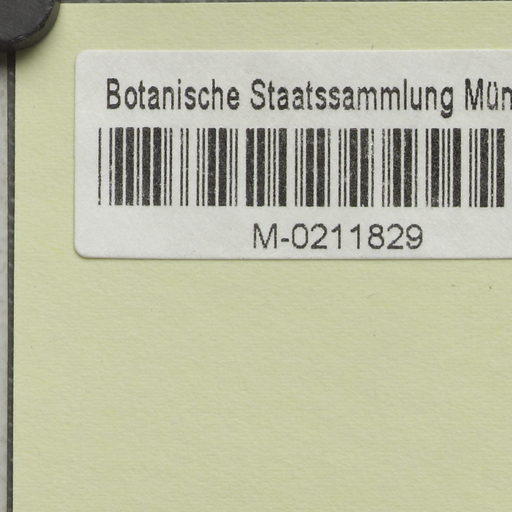 Botanische Staatssammlung Mün
M-0211829